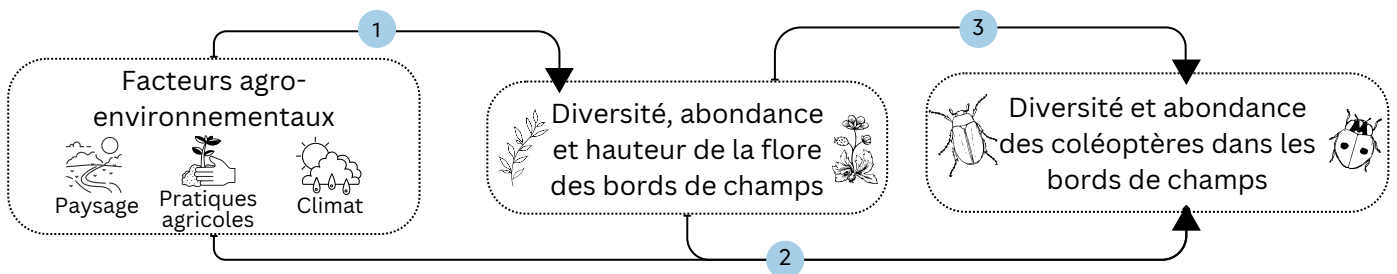 1
3
Facteurs agro-
environnementaux
Paysage
Pratiques
agricoles
Climat
Diversité, abondance
et hauteur de la flore
des bords de champs
Diversité et abondance
des coléoptères dans les
bords de champs
2